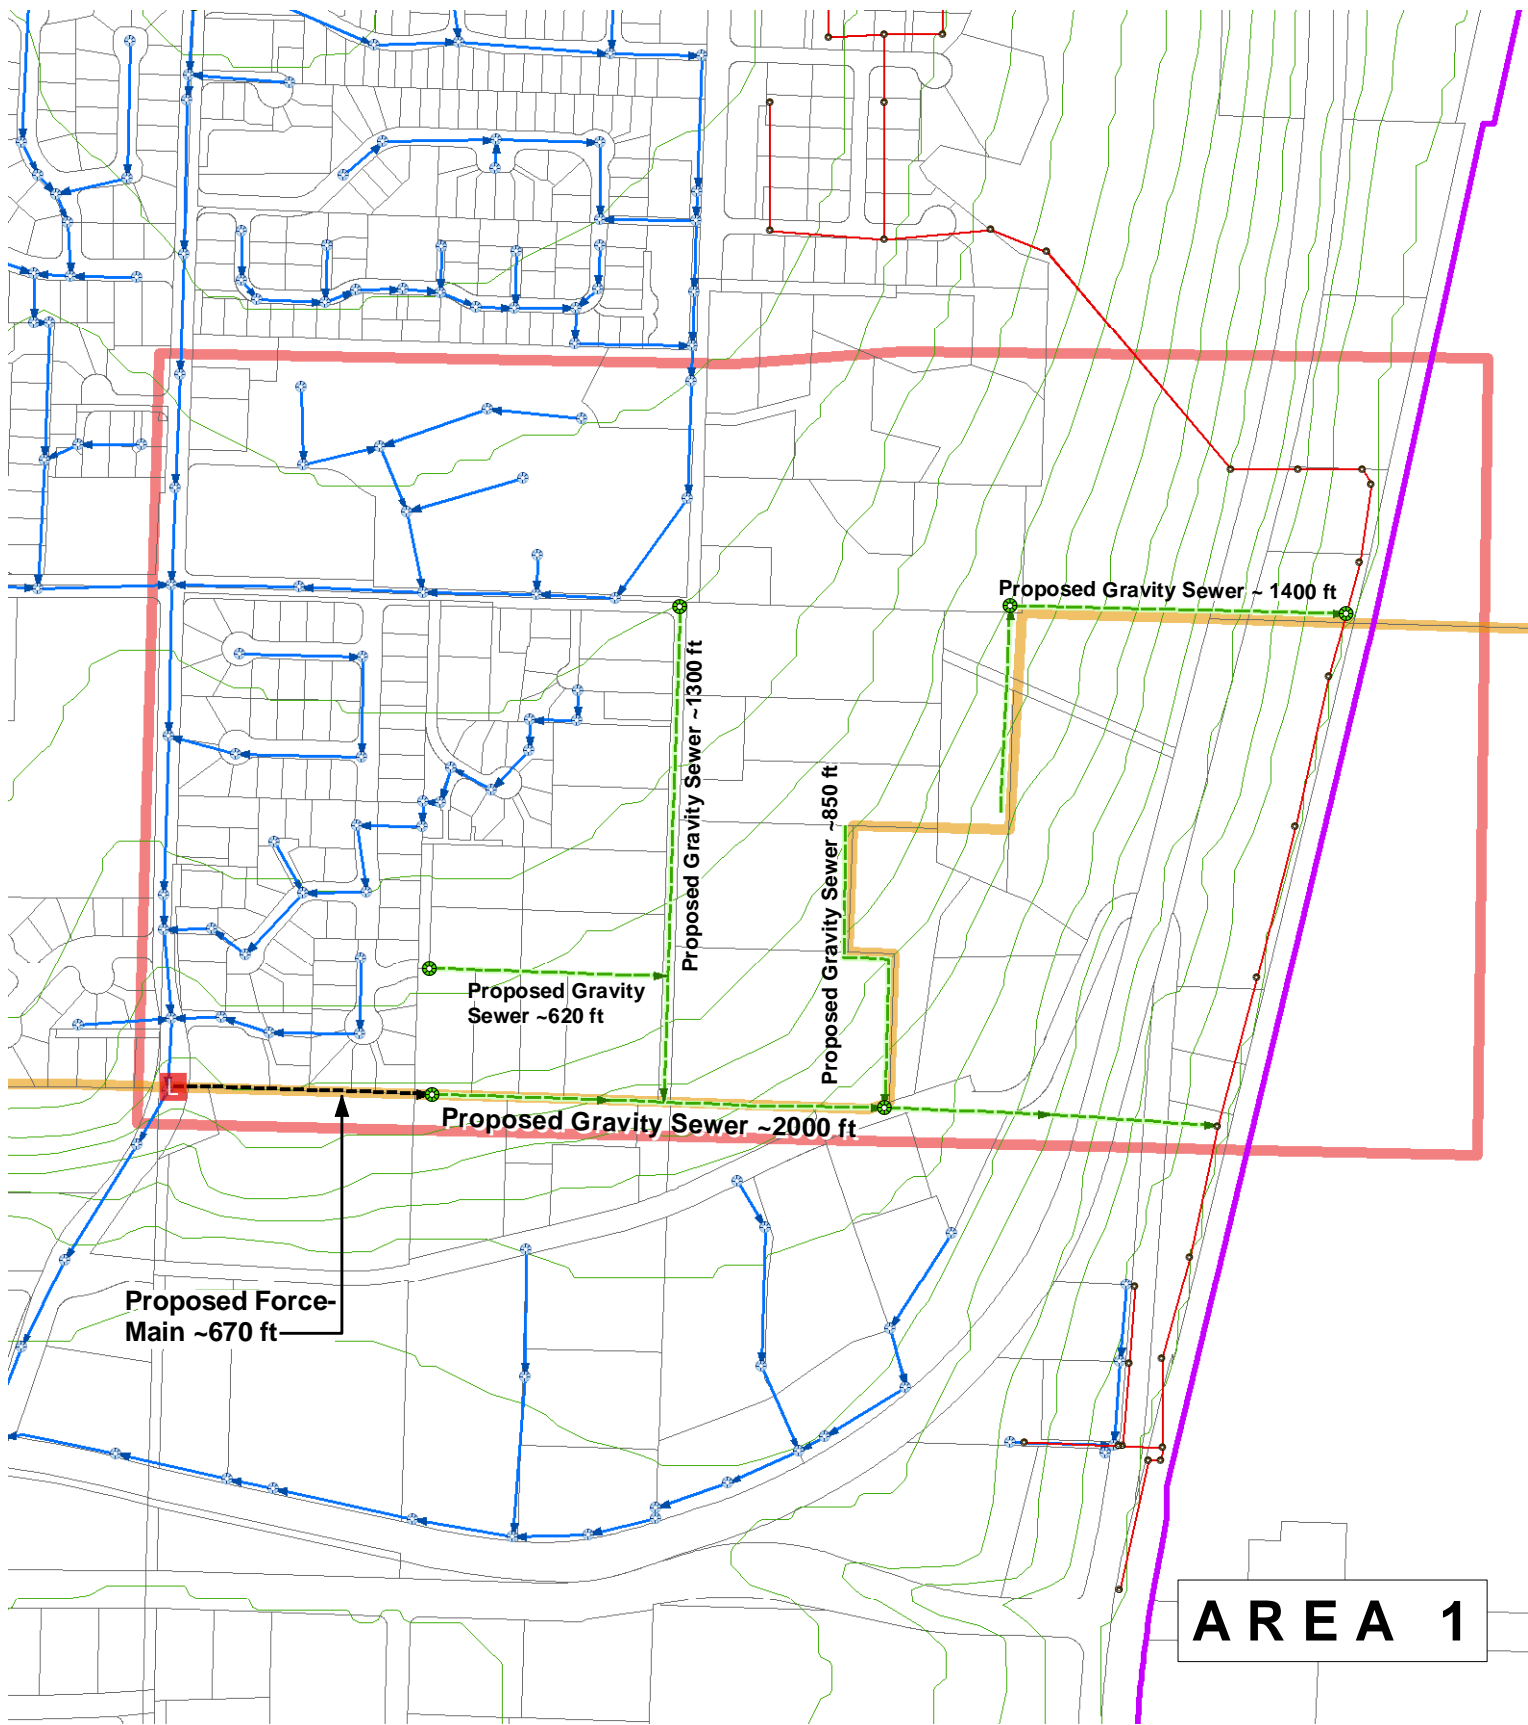 Proposed Gravity Sewer ~ 1400 ft
Proposed Gravity Sewer ~1300 ft
Proposed Gravity Sewer ~850 ft
Proposed Gravity
Sewer ~620 ft
L
Proposed Gravity Sewer ~2000 ft
Proposed Force-
Main ~670 ft
AREA 1